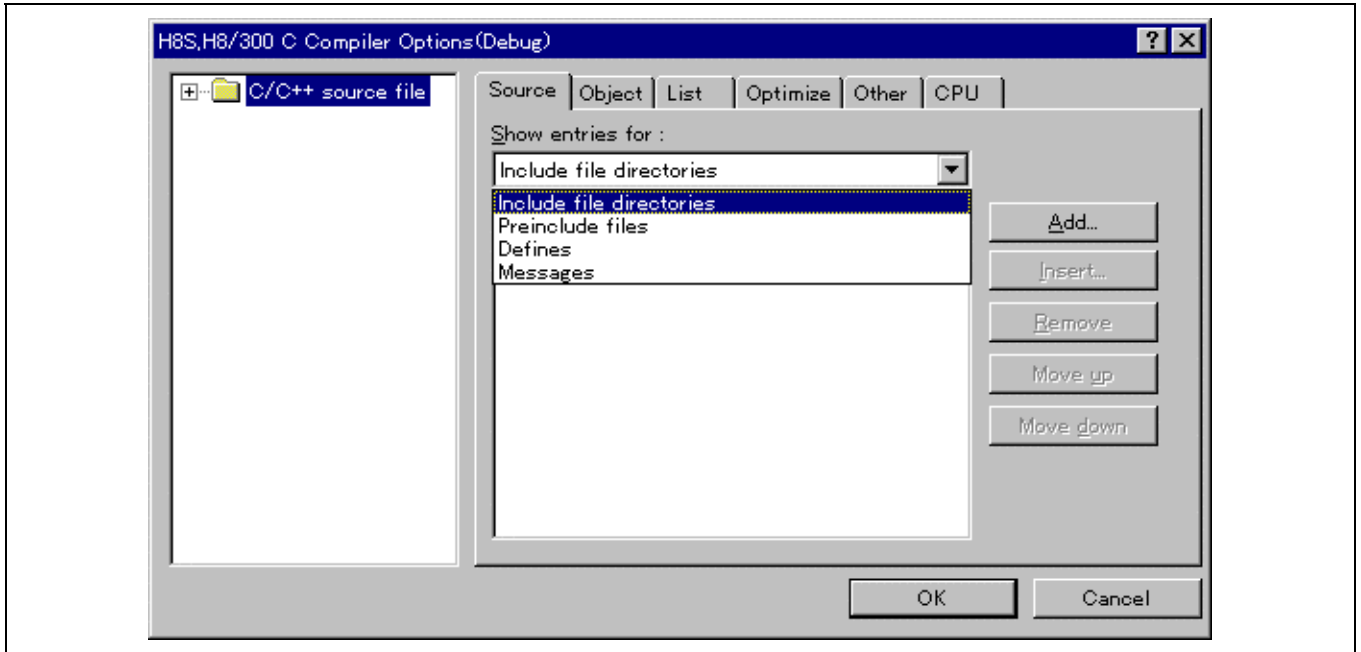 H8S,H8/300 C Compiler Options(Debug)
C/C++ source file
Source Object List Optimize Other CPU
Show entries for :
Include file directories
Include file directories
Preinclude files
Defines
Messages
Add...
Insert...
Remove
Move up
Move down
OK Cancel